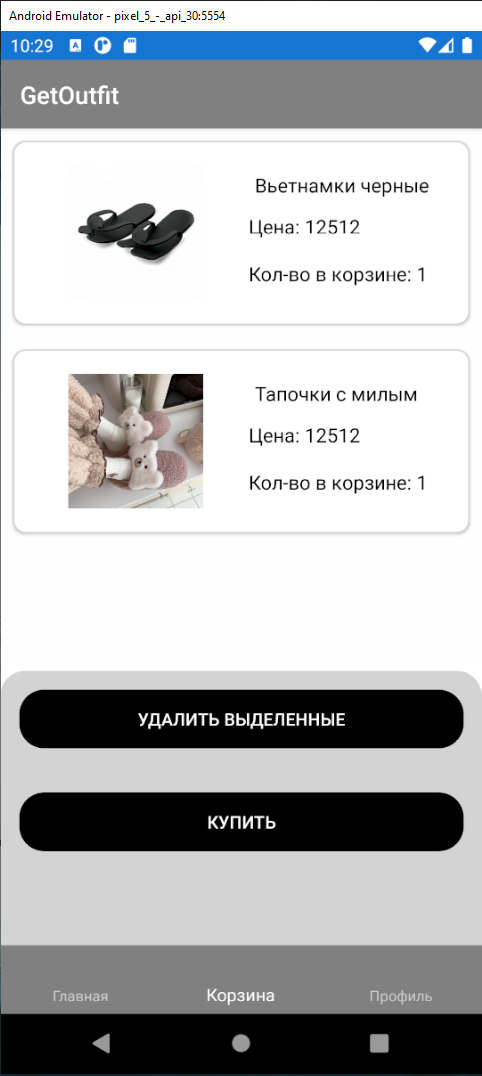 Android Emulator - pixel_5_-_api_30:5554
10:29
GetOutfit
Вьетнамки черные
Цена: 12512
Кол-во в корзине: 1
Тапочки с милым
Цена: 12512
Кол-во в корзине: 1
УДАЛИТЬ ВЫДЕЛЕННЫЕ
КУПИТЬ
Главная
Корзина
Профиль